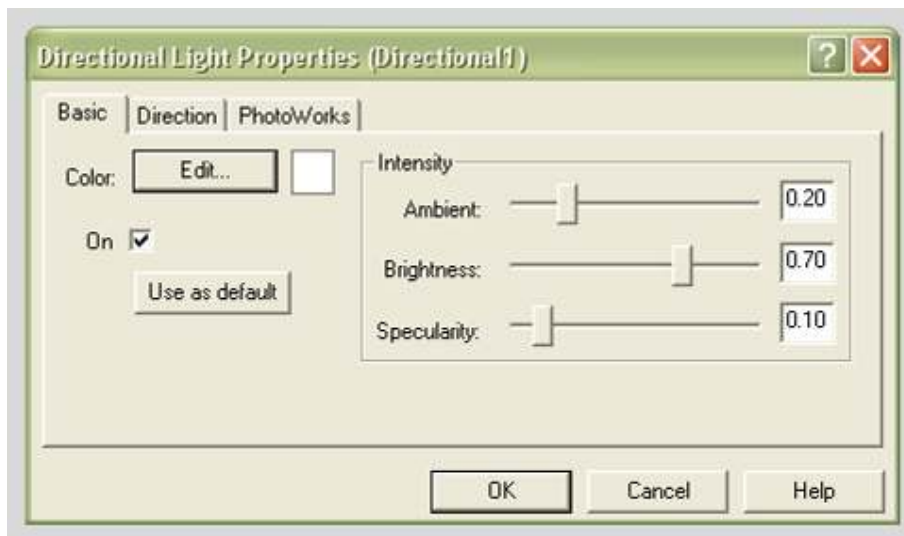 Directional Light Properties (Directional1)
Basic Direction PhotoWorks
Color: Edit...
Intensity
Ambient: 0.20
On
Brightness: 0.70
Use as default
Specularity: 0.10
OK Cancel Help